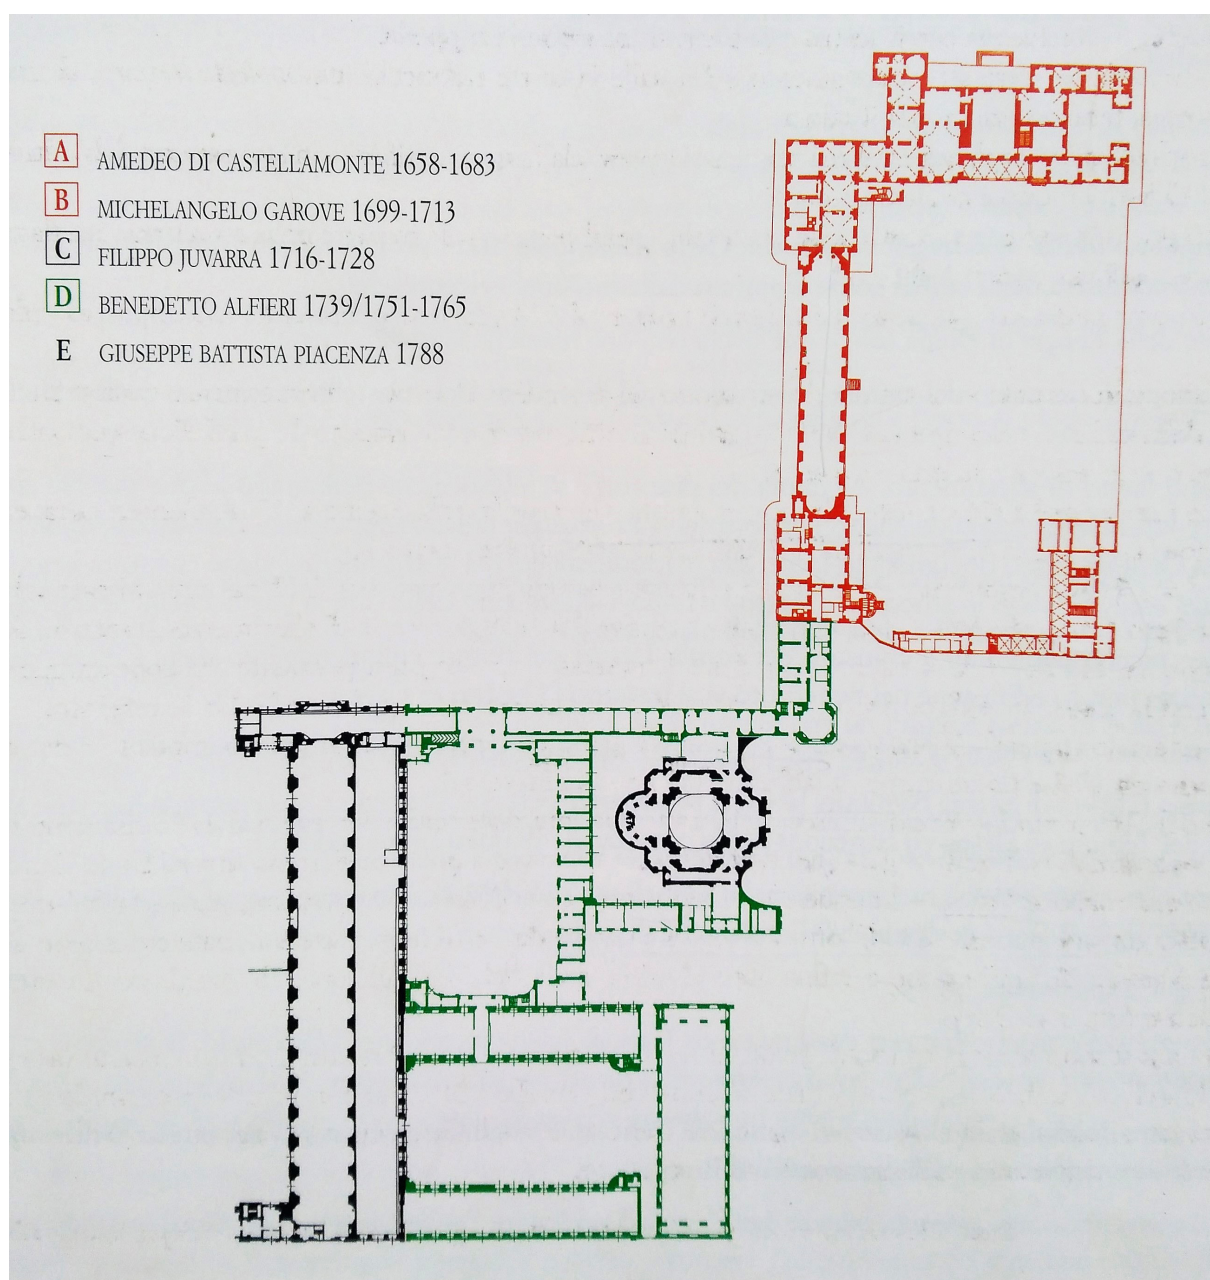 A AMEDEO DI CASTELLAMONTE 1658-1683
B MICHELANGELO GAROVE 1699-1713
C FILIPPO JUVARRA 1716-1728
D BENEDETTO ALFIERI 1739/1751-1765
E GIUSEPPE BATTISTA PIACENZA 1788